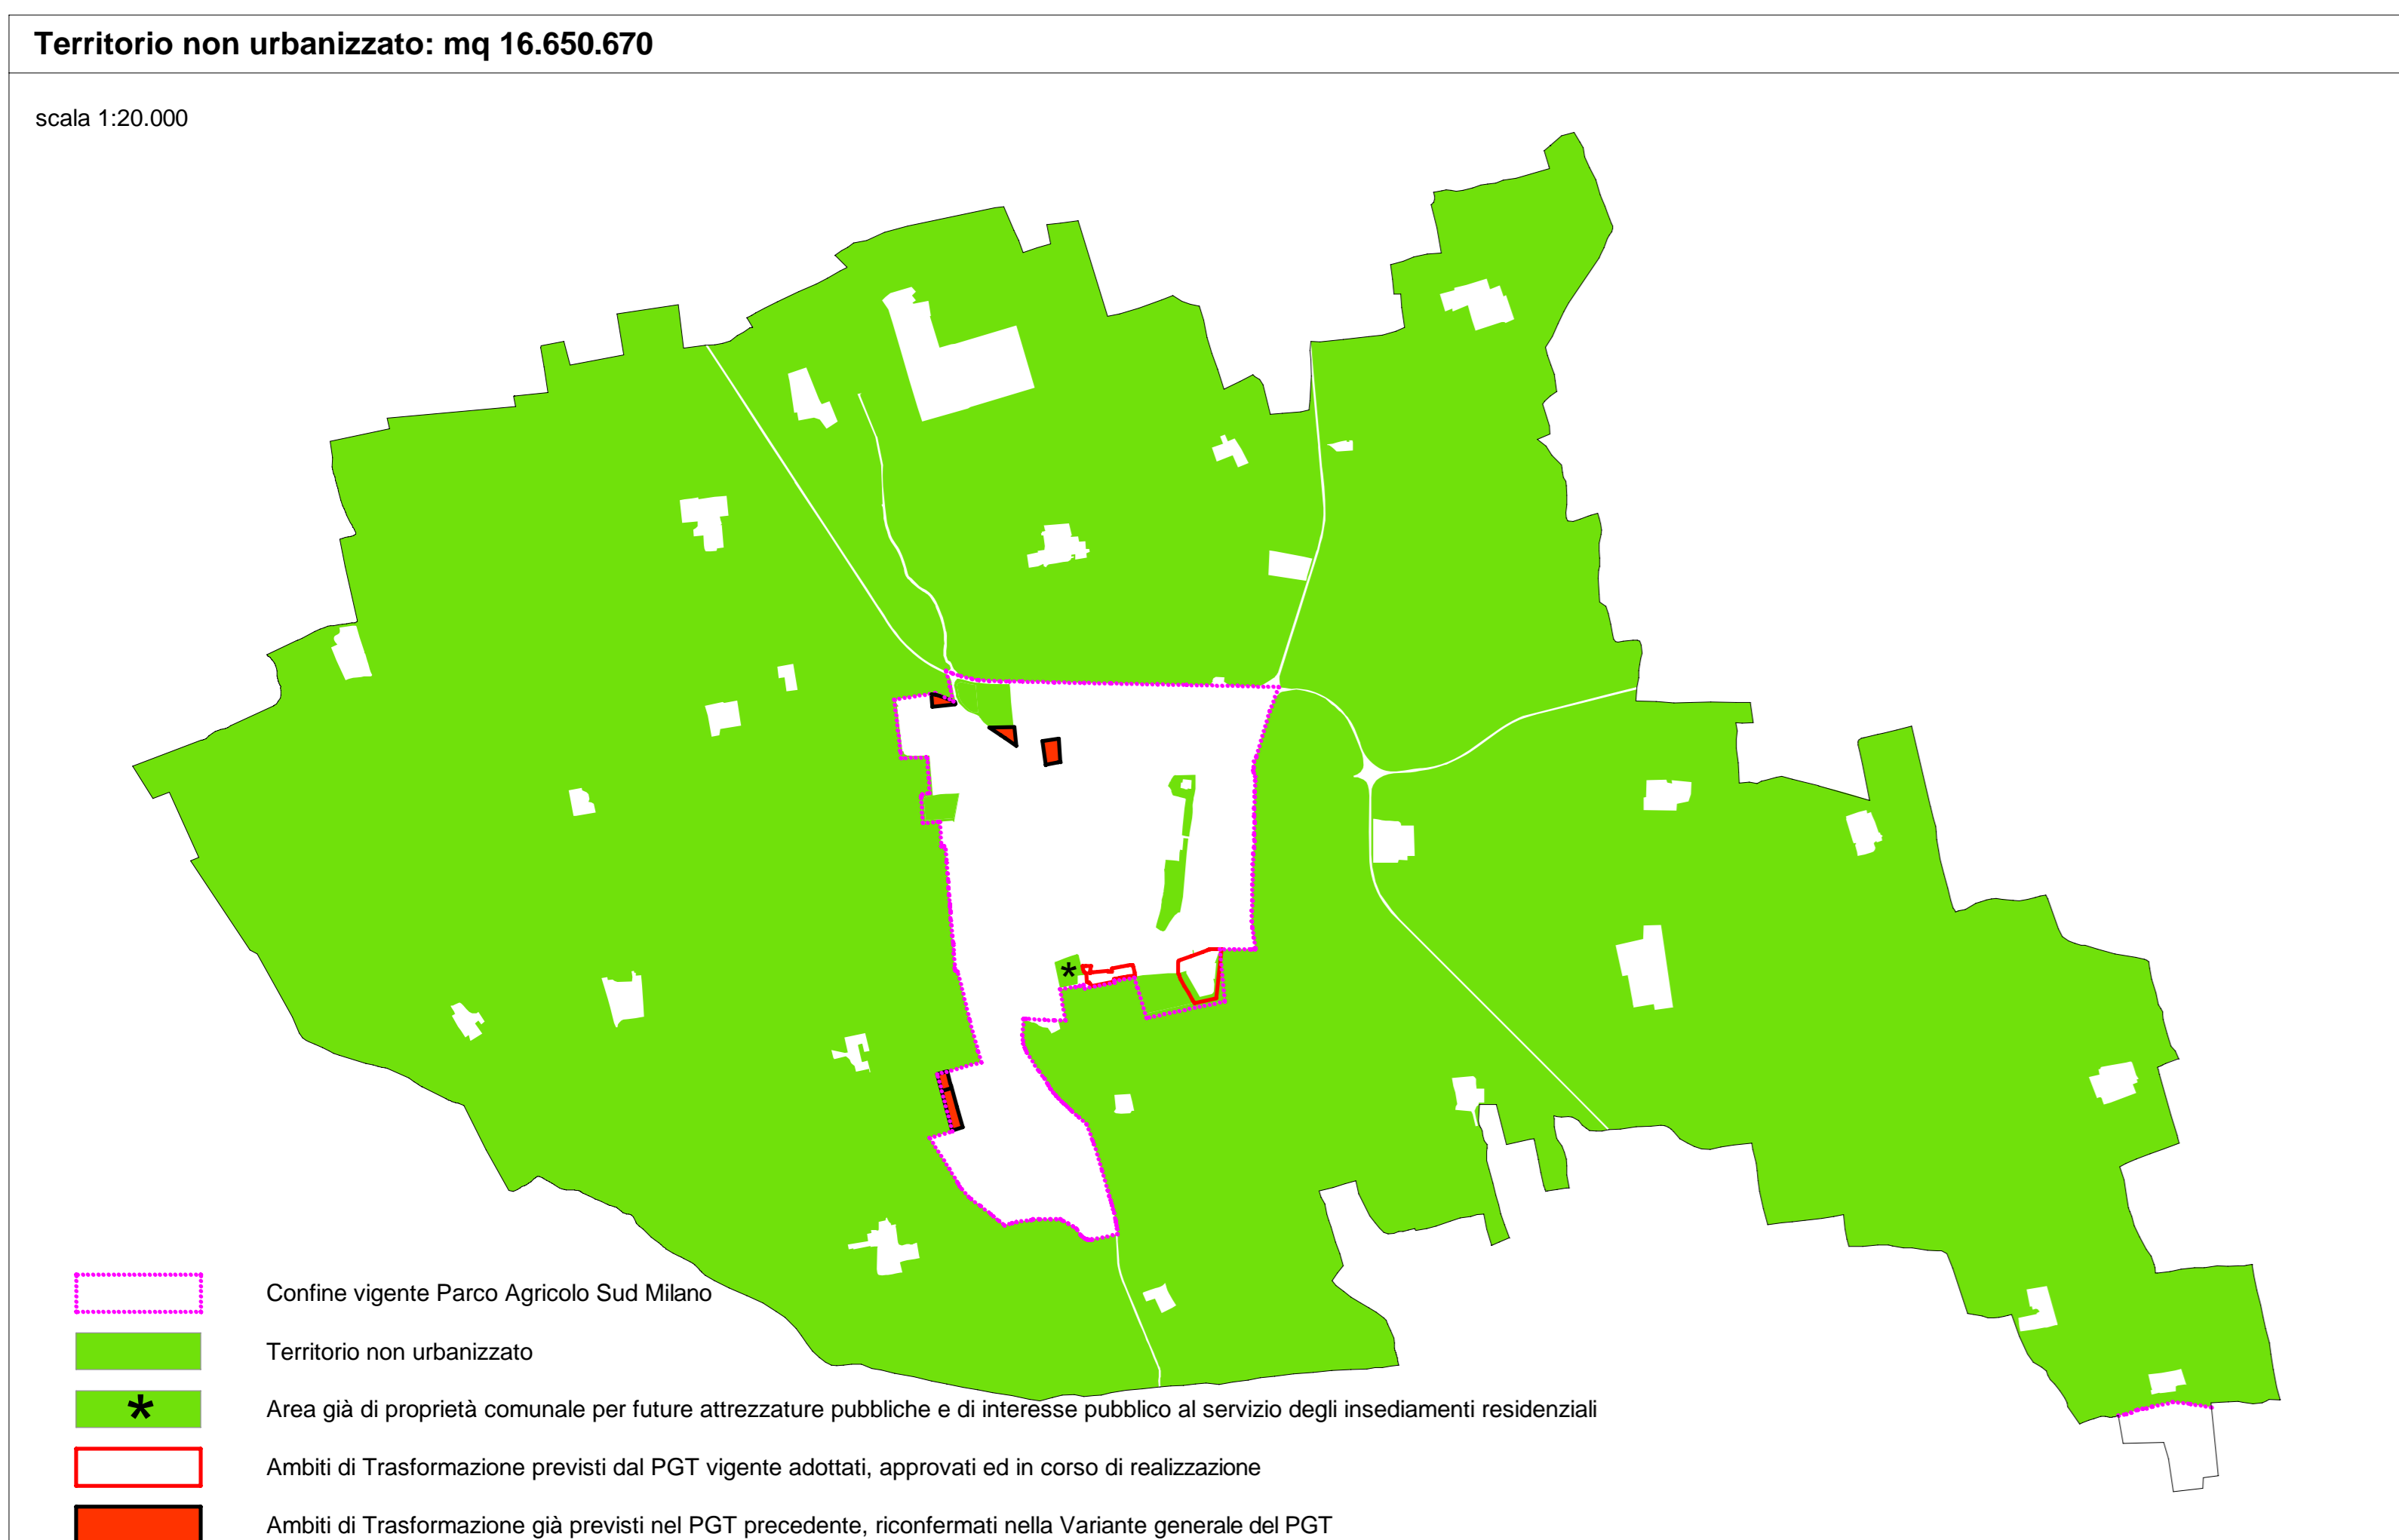 Territorio non urbanizzato: mq 16.650.670
scala 1:20.000
Confine vigente Parco Agricolo Sud Milano
Territorio non urbanizzato
*
*
Area già di proprietà comunale per future attrezzature pubbliche e di interesse pubblico al servizio degli insediamenti residenziali
Ambiti di Trasformazione previsti dal PGT vigente adottati, approvati ed in corso di realizzazione
Ambiti di Trasformazione già previsti nel PGT precedente, riconfermati nella Variante generale del PGT